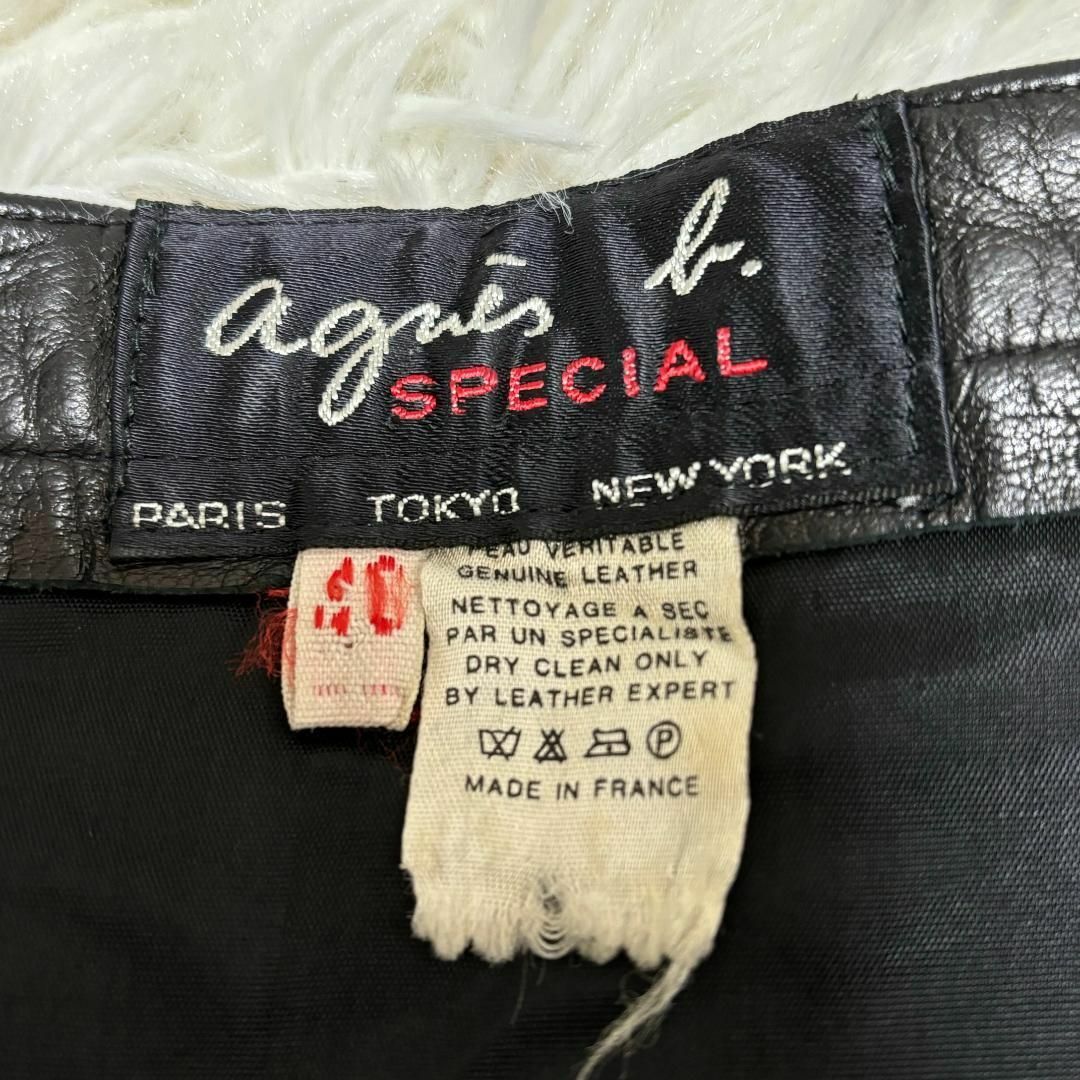 agnès b.
SPECIAL
PARIS TOKYO NEW YORK
PEAU VERITABLE
GENUINE LEATHER
NETTOYAGE A SEC
PAR UN SPECIALISTE
DRY CLEAN ONLY
BY LEATHER EXPERT
P
MADE IN FRANCE